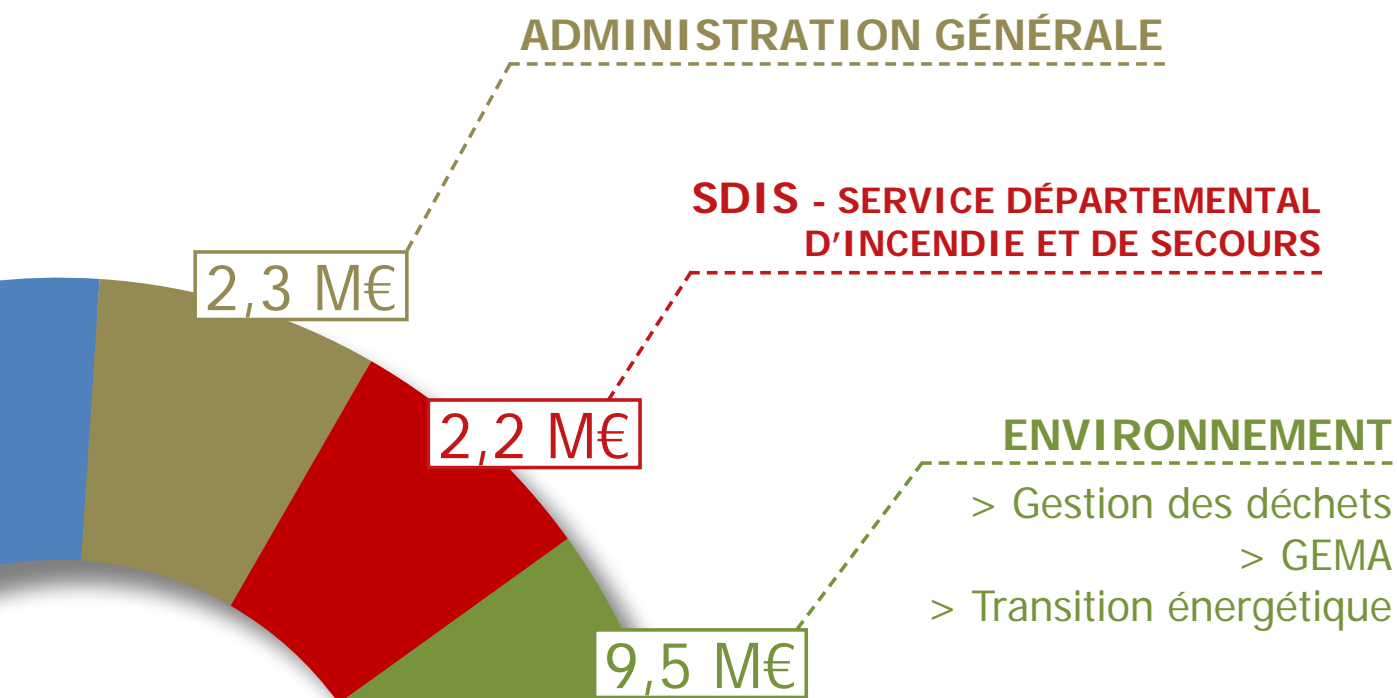 ADMINISTRATION GÉNÉRALE
2,3 M€
SDIS - SERVICE DÉPARTEMENTAL
D'INCENDIE ET DE SECOURS
2,2 M€
ENVIRONNEMENT
> Gestion des déchets
> GEMA
> Transition énergétique
9,5 M€